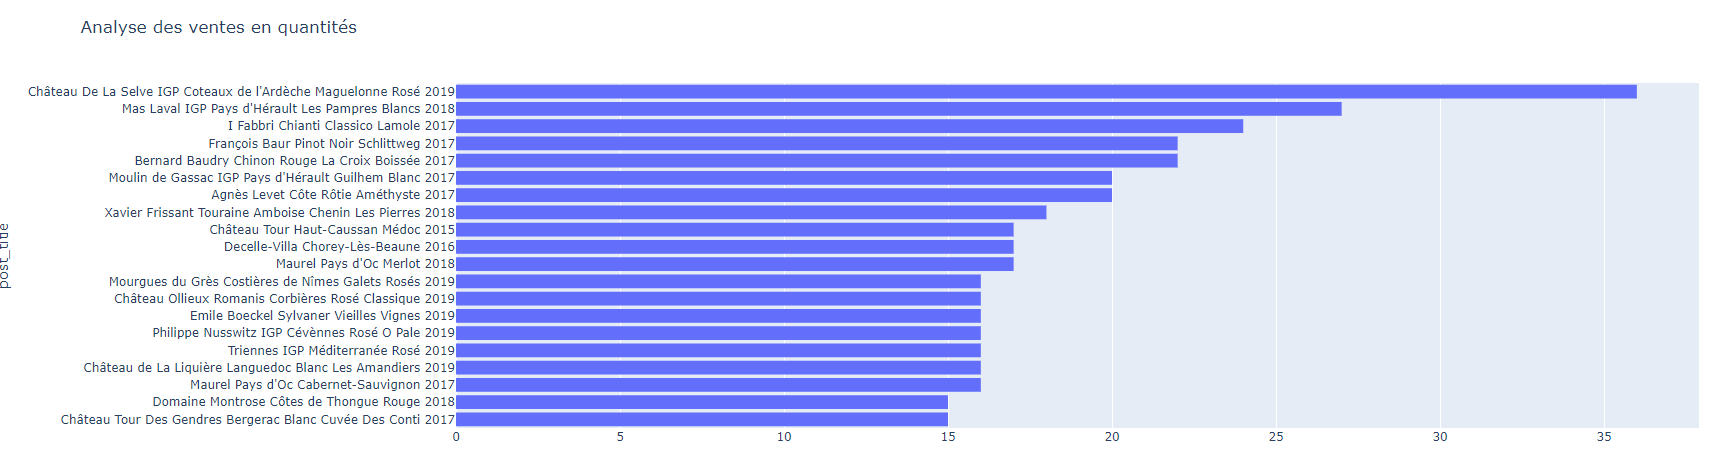 Analyse des ventes en quantités
Château De La Selve IGP Coteaux de l'Ardèche Maguelonne Rosé 2019
Mas Laval IGP Pays d'Hérault Les Pampres Blancs 2018
I Fabbri Chianti Classico Lamole 2017
François Baur Pinot Noir Schlittweg 2017
Bernard Baudry Chinon Rouge La Croix Boissée 2017
Moulin de Gassac IGP Pays d'Hérault Guilhem Blanc 2017
Agnès Levet Côte Rôtie Améthyste 2017
Xavier Frissant Touraine Amboise Chenin Les Pierres 2018
Château Tour Haut-Caussan Médoc 2015
Decelle-Villa Chorey-Lès-Beaune 2016
Maurel Pays d'Oc Merlot 2018
Mourgues du Grès Costières de Nîmes Galets Rosés 2019
Château Ollieux Romanis Corbières Rosé Classique 2019
Emile Boeckel Sylvaner Vieilles Vignes 2019
Philippe Nusswitz IGP Cévènnes Rosé O Pale 2019
Triennes IGP Méditerranée Rosé 2019
Château de La Liquière Languedoc Blanc Les Amandiers 2019
Maurel Pays d'Oc Cabernet-Sauvignon 2017
Domaine Montrose Côtes de Thongue Rouge 2018
Château Tour Des Gendres Bergerac Blanc Cuvée Des Conti 2017
post_title
0 5 10 15 20 25 30 35